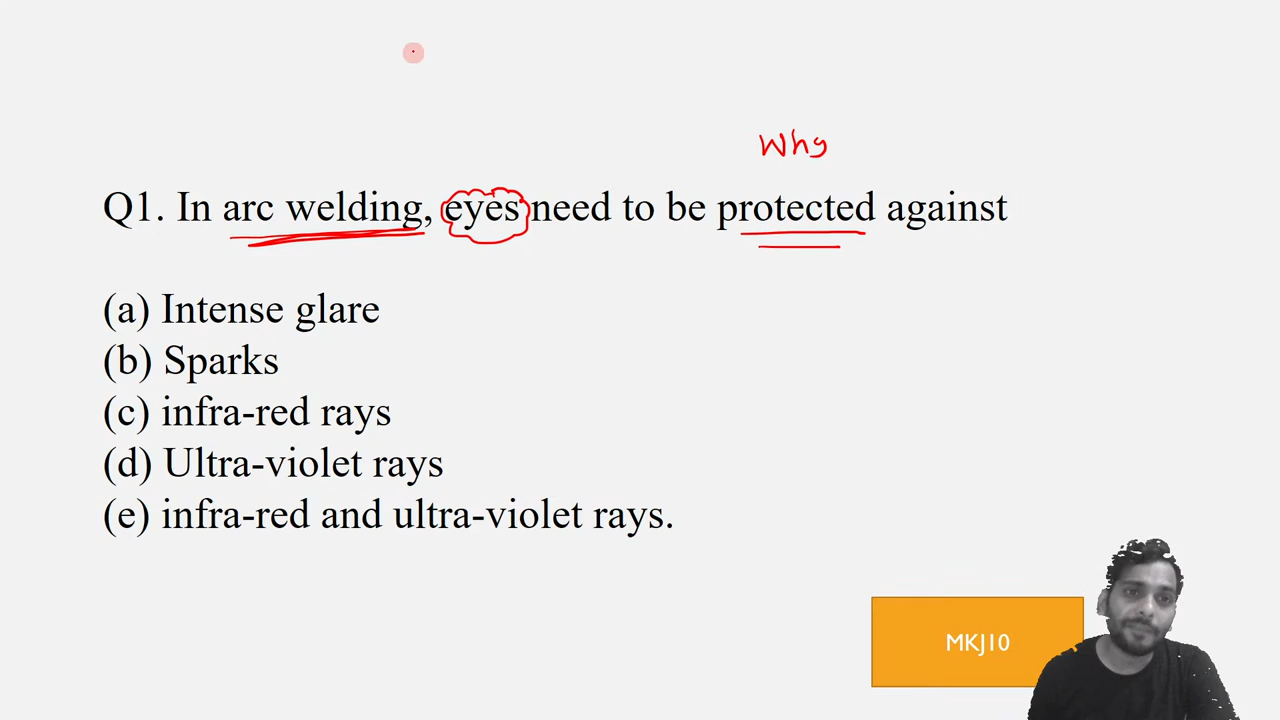 Why
Q1. In arc welding, eyes need to be protected against
(a) Intense glare
(b) Sparks
(c) infra-red rays
(d) Ultra-violet rays
(e) infra-red and ultra-violet rays.
MKJ10